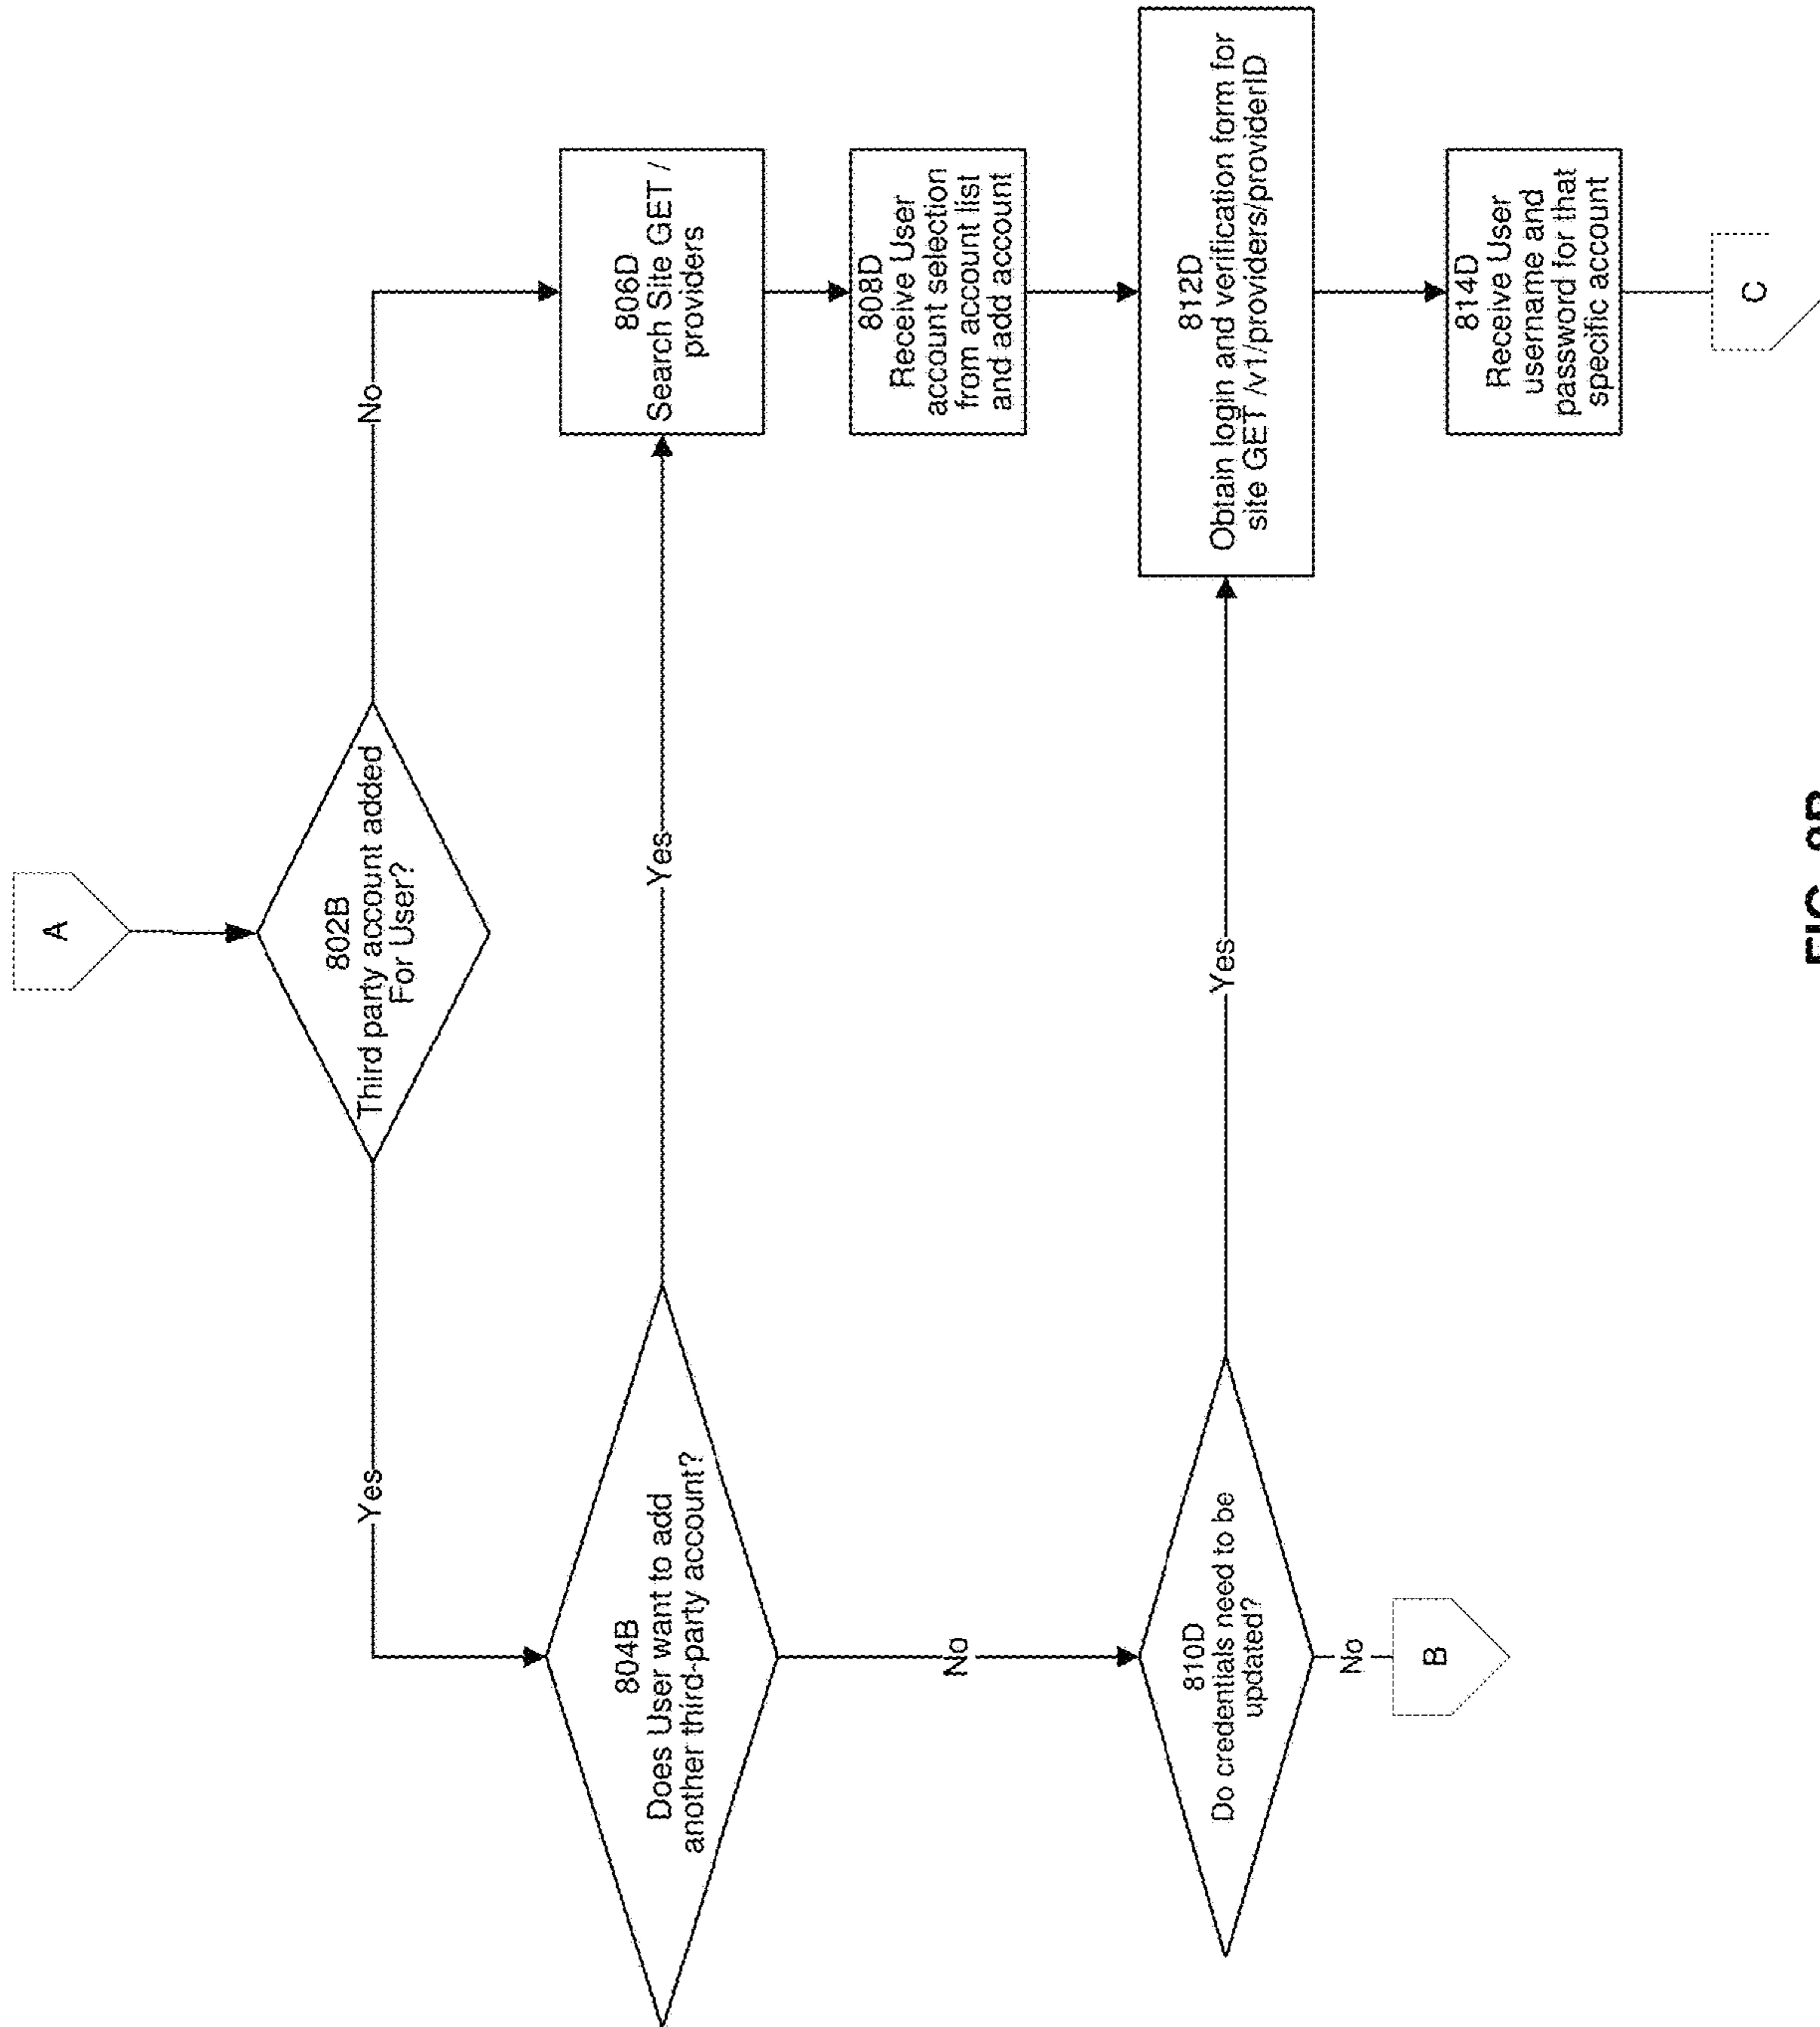 A
802B
Third party account added
For User?
Yes
No
804B
Does User want to add
another third-party account?
Yes
806D
Search Site GET /
providers
808D
Receive User
account selection
from account list
and add account
No
810D
Do credentials need to be
updated?
Yes
812D
Obtain login and verification form for
site GET /v1/providers/providerID
No
B
814D
Receive User
username and
password for that
specific account
C
FIG.